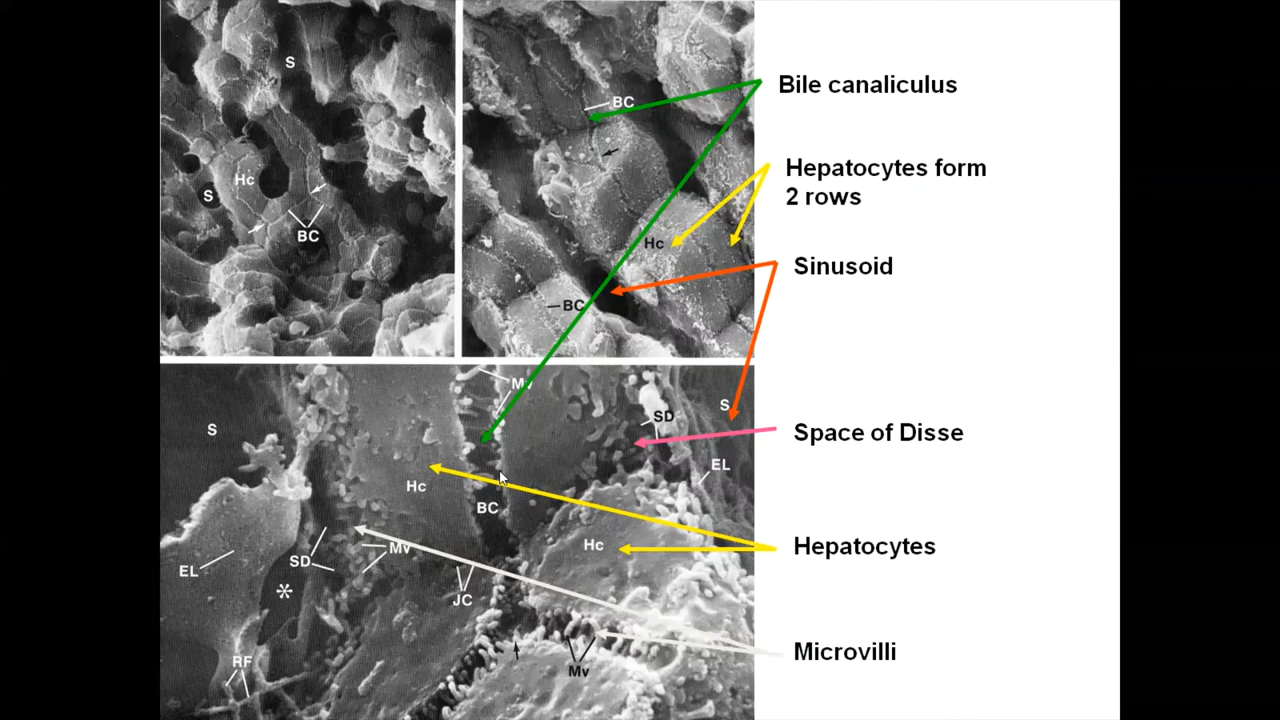 S
Hc
S
BC
BC
Hc
BC
Bile canaliculus
Hepatocytes form
2 rows
Sinusoid
Mv
S
SD
S
EL
Hc
BC
Hc
Mv
SD
EL
*
JC
RF
Mv
Space of Disse
Hepatocytes
Microvilli